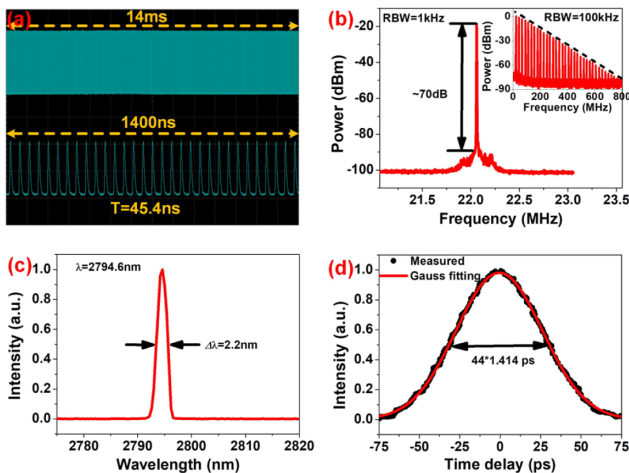 (a)
14ms
1400ns
T=45.4ns
(b)
RBW=1kHz
-20
-40
-60
-80
-100
Power (dBm)
~70dB
21.5 22.0 22.5 23.0 23.5
Frequency (MHz)
RBW=100kHz
0
-30
-60
-90
Power (dBm)
0 200 400 600 800
Frequency (MHz)
(c)
λ=2794.6nm
Δλ=2.2nm
1.0
0.8
0.6
0.4
0.2
0.0
Intensity (a.u.)
2780 2790 2800 2810 2820
Wavelength (nm)
(d)
Measured
Gauss fitting
44*1.414 ps
1.0
0.8
0.6
0.4
0.2
0.0
Intensity (a.u.)
-75 -50 -25 0 25 50 75
Time delay (ps)